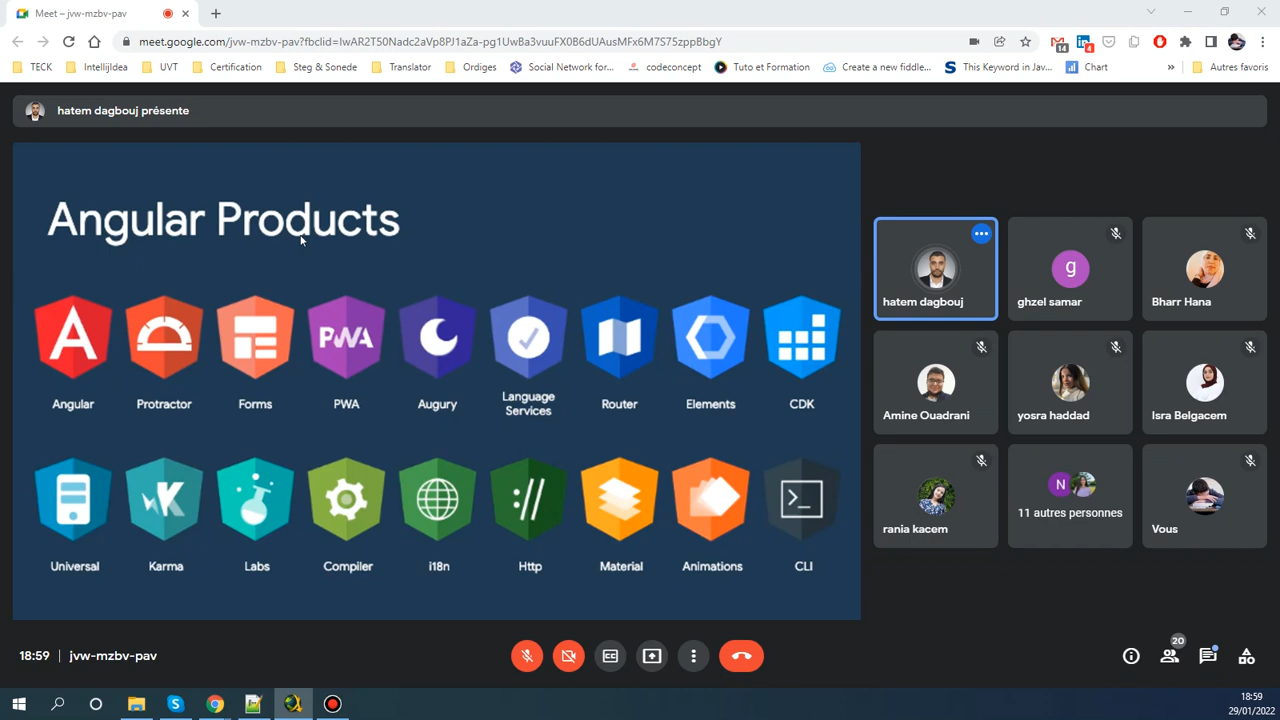 Meet – jvw-mzbv-pav
meet.google.com/jvw-mzbv-pav?fbclid=IwAR2T50Nadc2aVp8PJ1aZa-pg1UwBa3vuuFX0B6dUAusMFx6M7S75zppBgY
14
4
TECK
IntellijIdea
UVT
Certification
Steg & Sonede
Translator
Ordiges
Social Network for...
codeconcept
Tuto et Formation
Create a new fiddle...
This Keyword in Jav...
Chart
»
Autres favoris
hatem dagbouj présente
Angular Products
PWA
Angular
Protractor
Forms
PWA
Augury
Language
Services
Router
Elements
CDK
Universal
Karma
Labs
Compiler
i18n
Http
Material
Animations
CLI
hatem dagbouj
g
ghzel samar
Bharr Hana
Amine Ouadrani
yosra haddad
Isra Belgacem
rania kacem
N
11 autres personnes
Vous
18:59 | jvw-mzbv-pav
20
18:59
29/01/2022